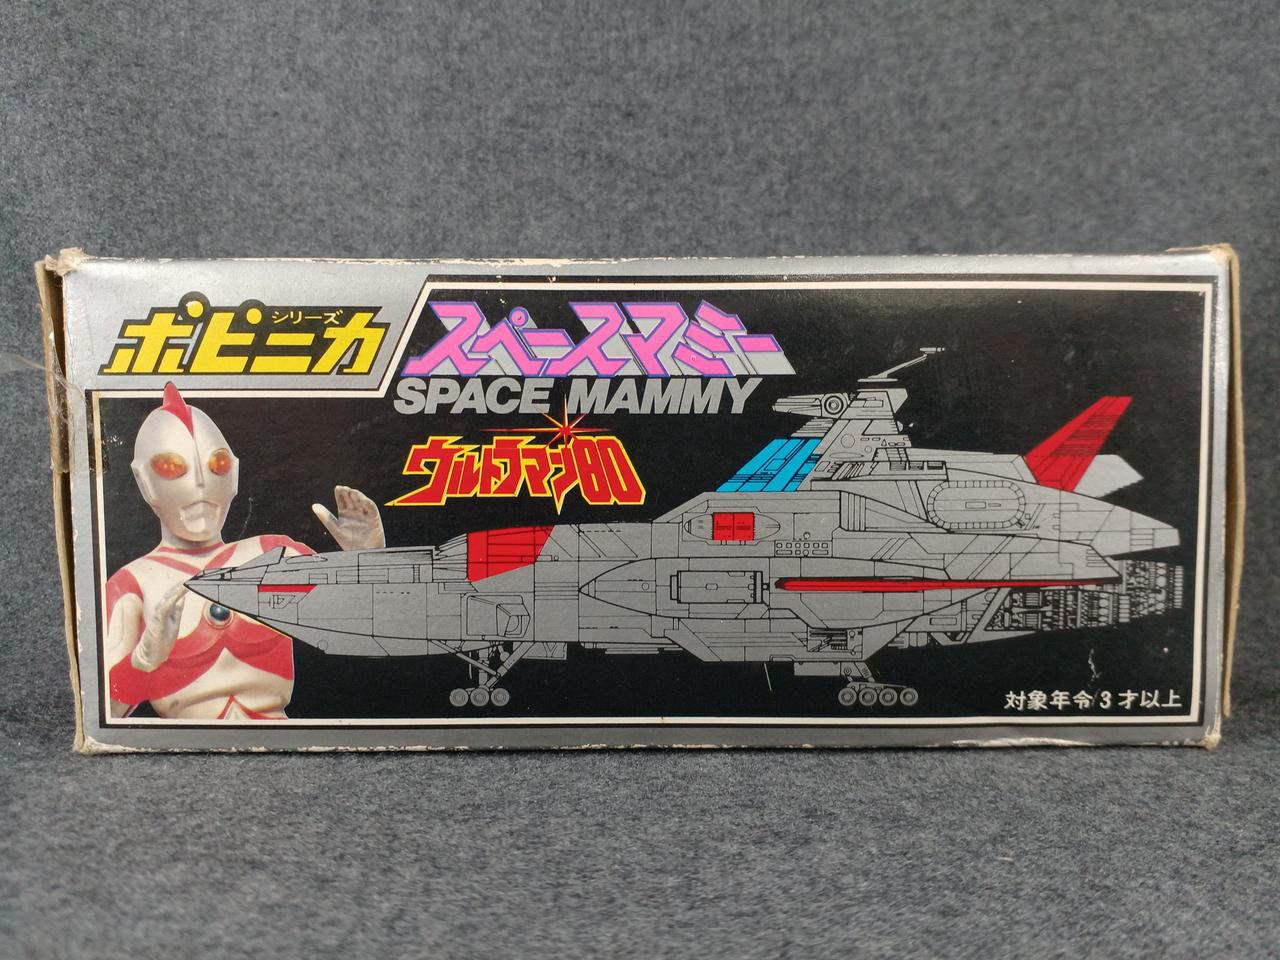 ポピニカ
シリーズ
スペースマミー
SPACE MAMMY
ウルトラマン80
対象年令3才以上